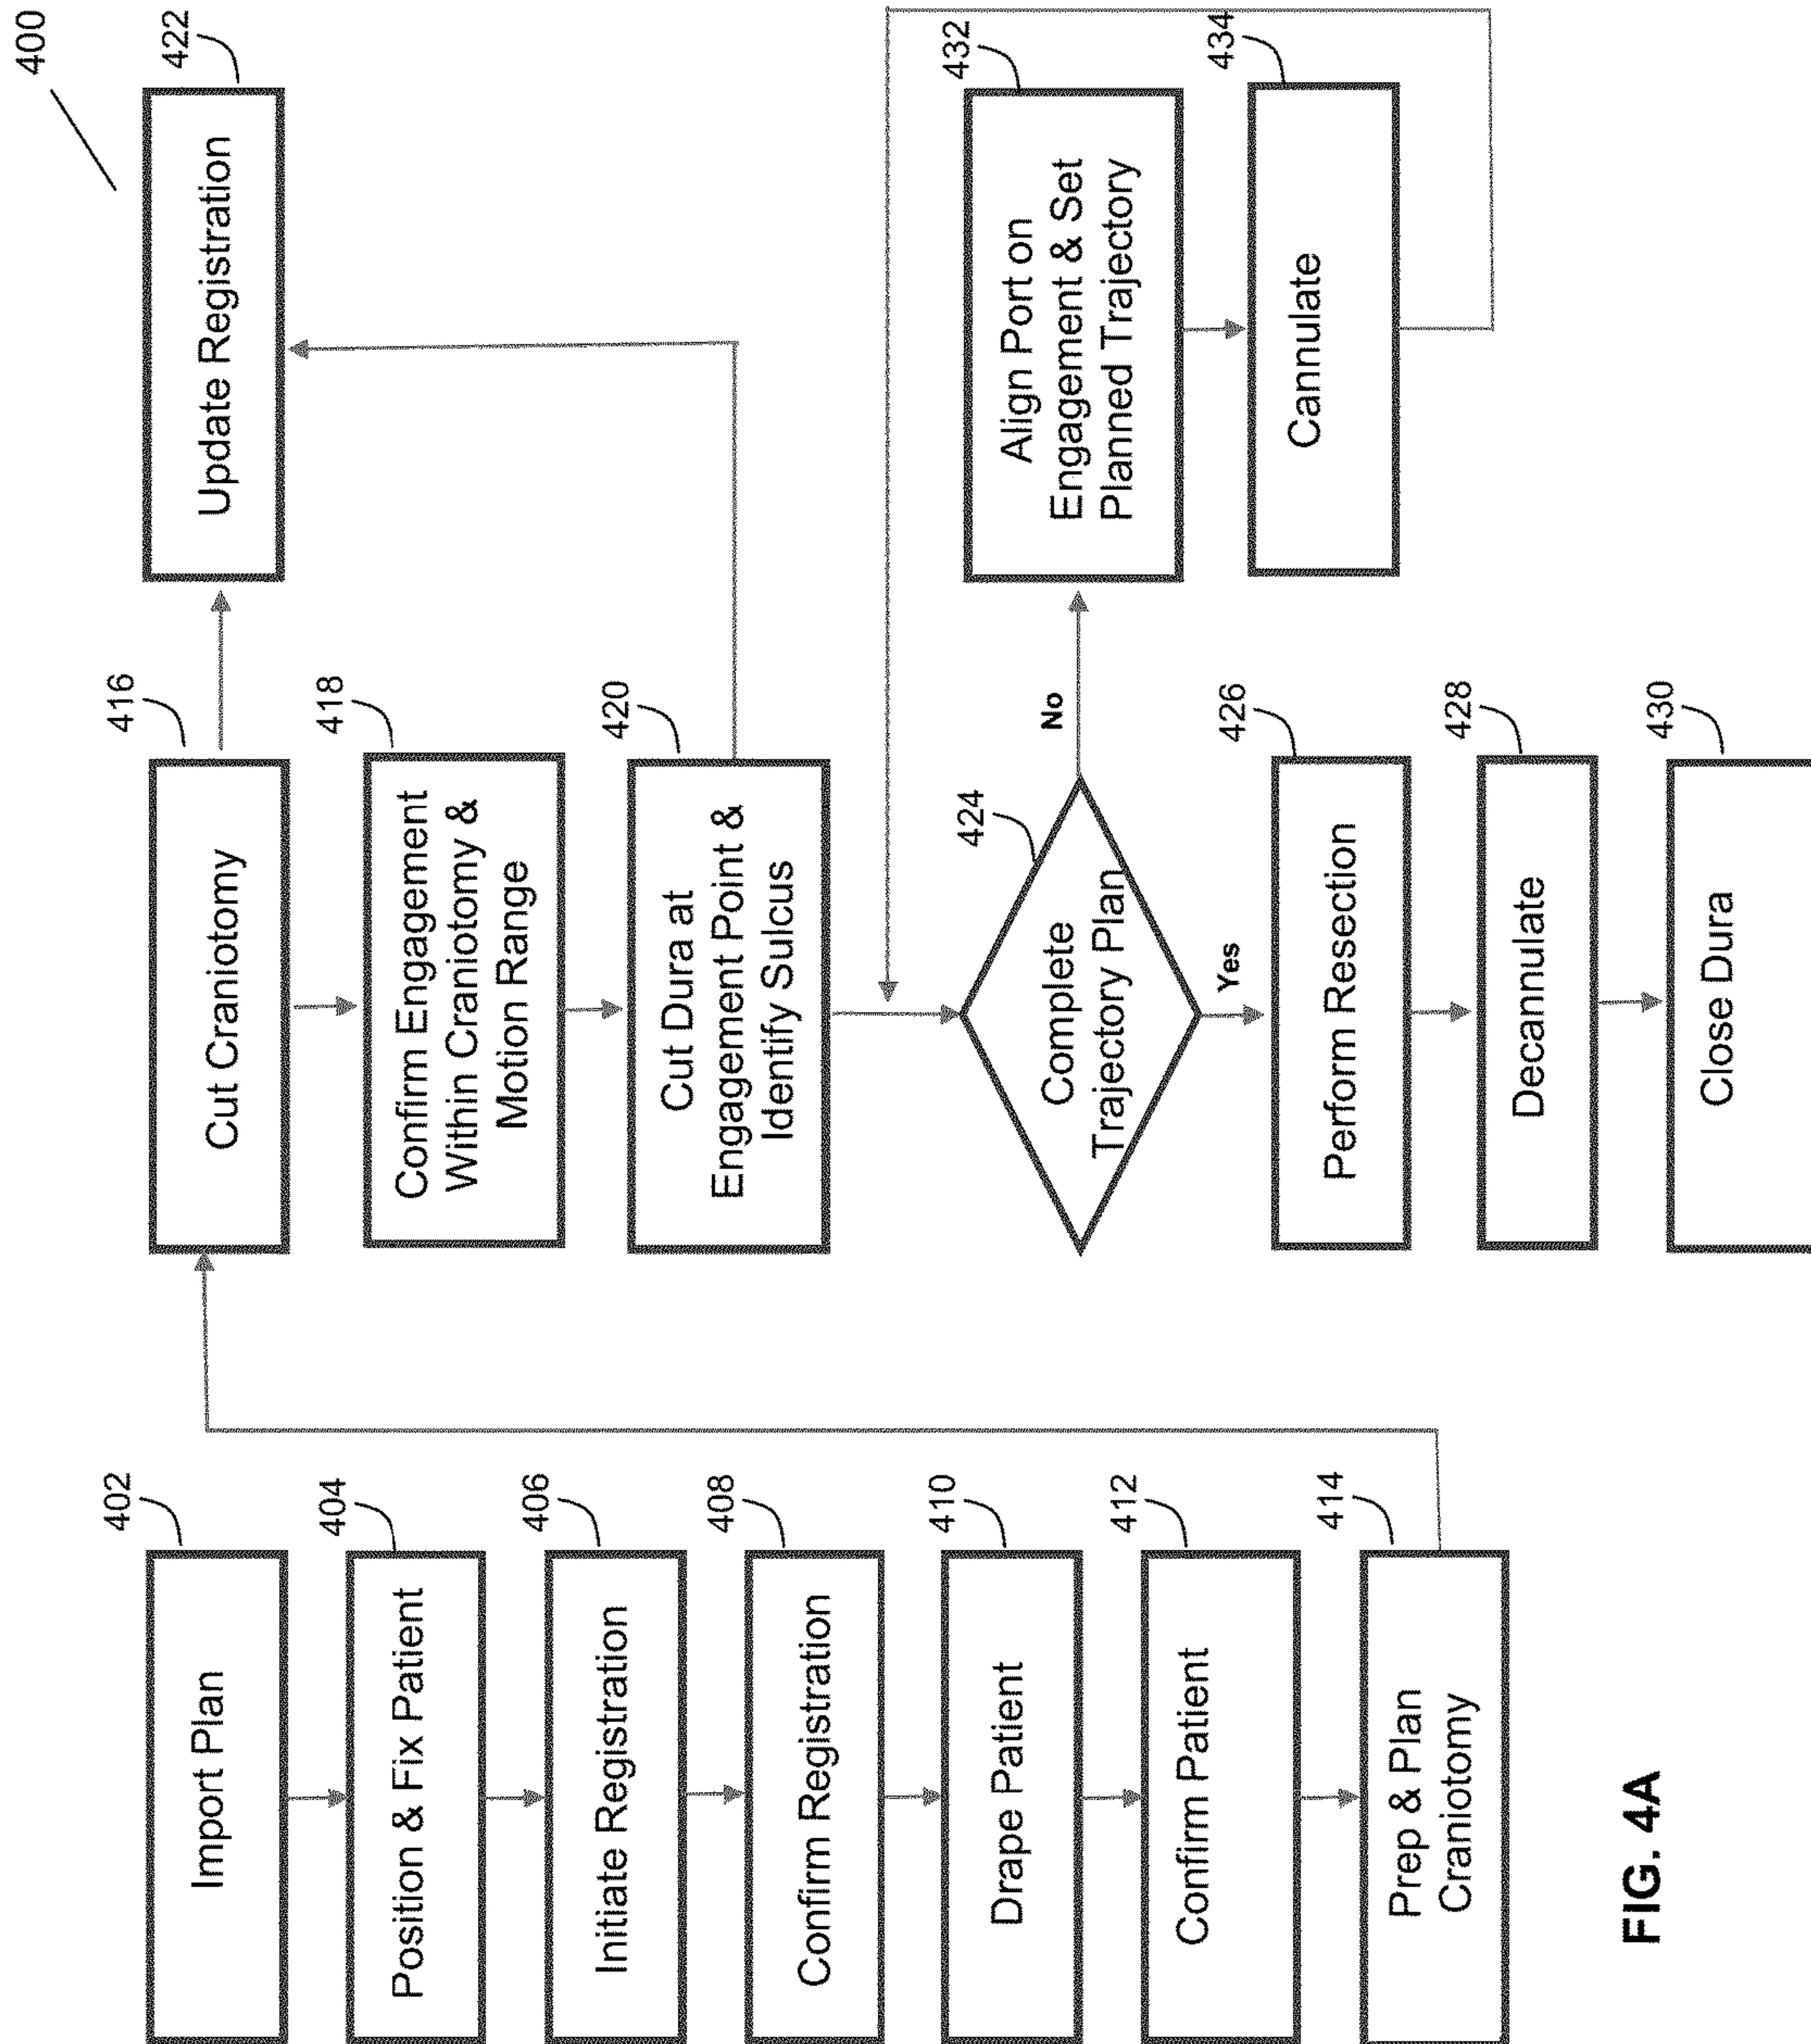 400
402
Import Plan
404
Position & Fix Patient
406
Initiate Registration
408
Confirm Registration
410
Drape Patient
412
Confirm Patient
414
Prep & Plan
Craniotomy
416
Cut Craniotomy
418
Confirm Engagement
Within Craniotomy &
Motion Range
420
Cut Dura at
Engagement Point &
Identify Sulcus
422
Update Registration
424
Complete
Trajectory Plan
No
Yes
426
Perform Resection
428
Decannulate
430
Close Dura
432
Align Port on
Engagement & Set
Planned Trajectory
434
Cannulate
FIG. 4A